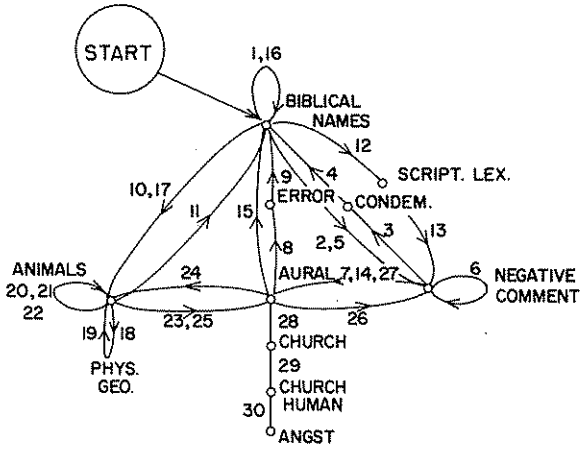 START
1,16
BIBLICAL
NAMES
12
SCRIPT. LEX.
9
4
ERROR
CONDEM.
10,17
11
15
8
2,5
3
13
ANIMALS
20,21
22
24
AURAL
7,14,27
6
NEGATIVE
COMMENT
23,25
26
19
18
PHYS.
GEO.
28
CHURCH
29
CHURCH
HUMAN
30
ANGST